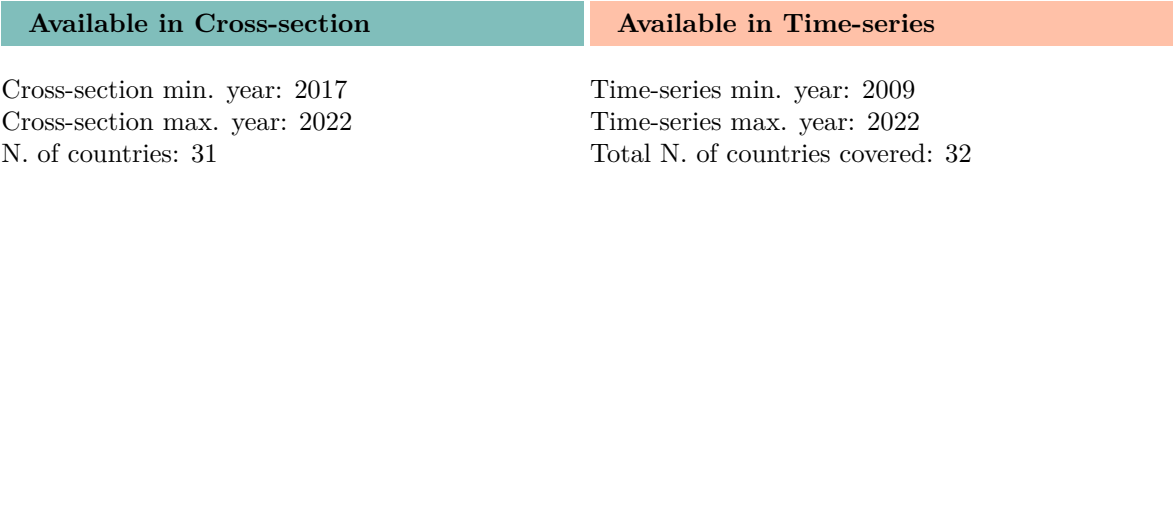 Available in Cross-section
Cross-section min. year: 2017
Cross-section max. year: 2022
N. of countries: 31
Available in Time-series
Time-series min. year: 2009
Time-series max. year: 2022
Total N. of countries covered: 32